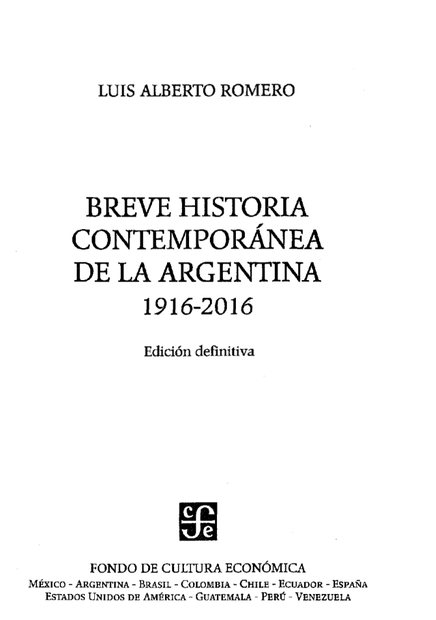 LUIS ALBERTO ROMERO
BREVE HISTORIA
CONTEMPORÁNEA
DE LA ARGENTINA
1916-2016
Edición definitiva
cfe
FONDO DE CULTURA ECONÓMICA
MÉXICO - ARGENTINA - BRASIL - COLOMBIA - CHILE - ECUADOR - ESPAÑA
ESTADOS UNIDOS DE AMÉRICA - GUATEMALA - PERÚ - VENEZUELA